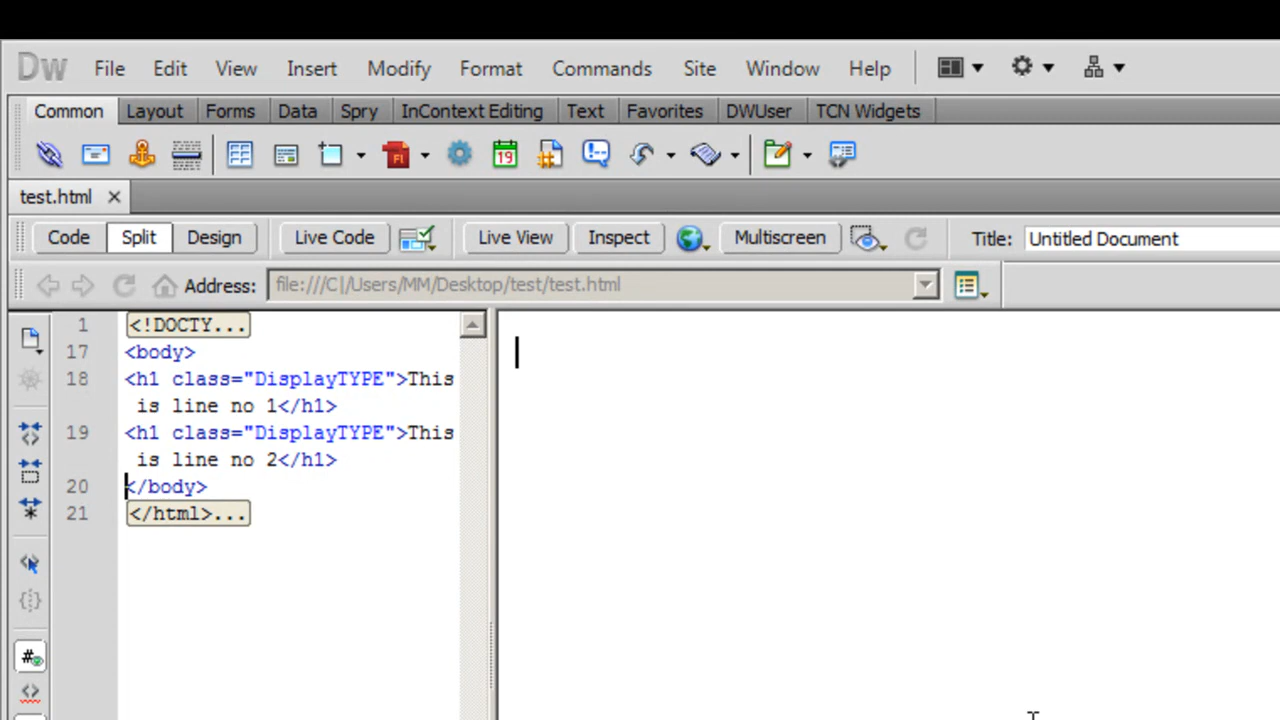 Dw File Edit View Insert Modify Format Commands Site Window Help
Common Layout Forms Data Spry InContext Editing Text Favorites DWUser TCN Widgets
test.html
Code Split Design Live Code Live View Inspect Multiscreen Title: Untitled Document
Address: file:///C|/Users/MM/Desktop/test/test.html
1 <!DOCTY...
17 <body>
18 <h1 class="DisplayTYPE">This
is line no 1</h1>
19 <h1 class="DisplayTYPE">This
is line no 2</h1>
20 </body>
21 </html>...